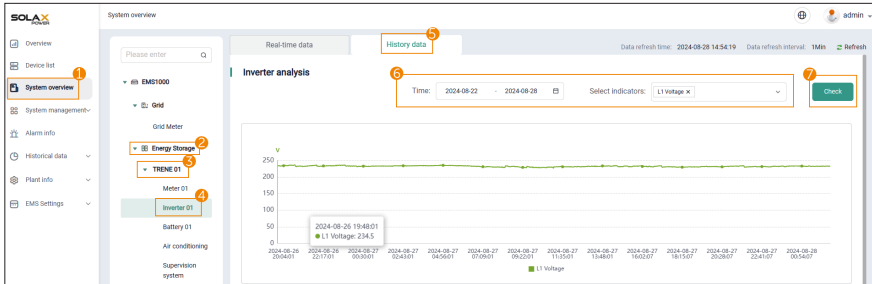 SOLAX
POWER
System overview
admin
Overview
Device list
1
System overview
System management
Alarm info
Historical data
Plant info
EMS Settings
Please enter
EMS1000
Grid
Grid Meter
2
Energy Storage
3
TRENE 01
Meter 01
4
Inverter 01
Battery 01
Air conditioning
Supervision
system
Real-time data
5
History data
Data refresh time: 2024-08-28 14:54:19 Data refresh interval: 1Min Refresh
Inverter analysis
6
Time: 2024-08-22 - 2024-08-28
Select indicators: L1 Voltage ×
7
Check
V
250
200
150
100
50
0
2024-08-26 19:48:01
L1 Voltage: 234.5
2024-08-26 2024-08-26 2024-08-27 2024-08-27 2024-08-27 2024-08-27 2024-08-27 2024-08-27 2024-08-27 2024-08-27 2024-08-27 2024-08-27 2024-08-27 2024-08-28
20:04:01 22:17:01 00:30:01 02:43:01 04:56:01 07:09:01 09:22:01 11:35:01 13:48:01 16:02:07 18:15:07 20:28:07 22:41:07 00:54:07
L1 Voltage